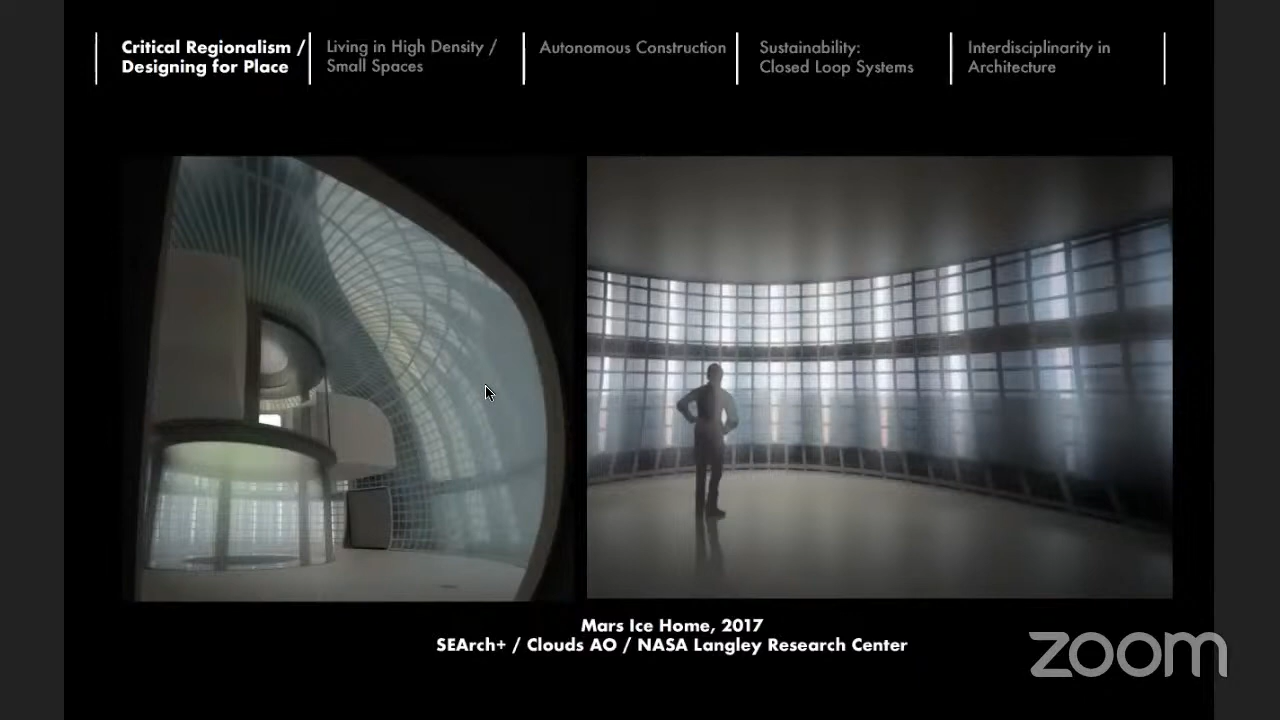 Critical Regionalism /
Designing for Place
Living in High Density /
Small Spaces
Autonomous Construction
Sustainability:
Closed Loop Systems
Interdisciplinarity in
Architecture
Mars Ice Home, 2017
SEArch+ / Clouds AO / NASA Langley Research Center
zoom